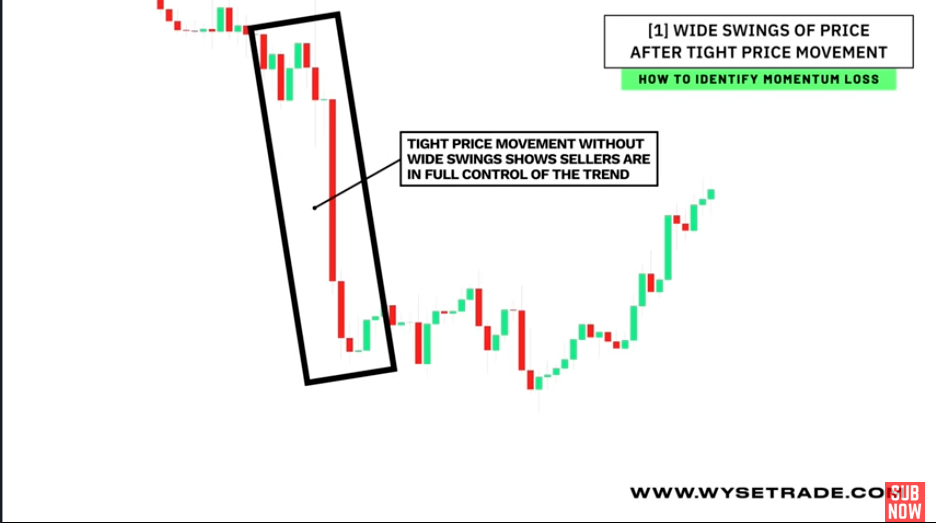 [1] WIDE SWINGS OF PRICE
AFTER TIGHT PRICE MOVEMENT
HOW TO IDENTIFY MOMENTUM LOSS
TIGHT PRICE MOVEMENT WITHOUT
WIDE SWINGS SHOWS SELLERS ARE
IN FULL CONTROL OF THE TREND
WWW.WYSETRADE.COM
SUB
NOW